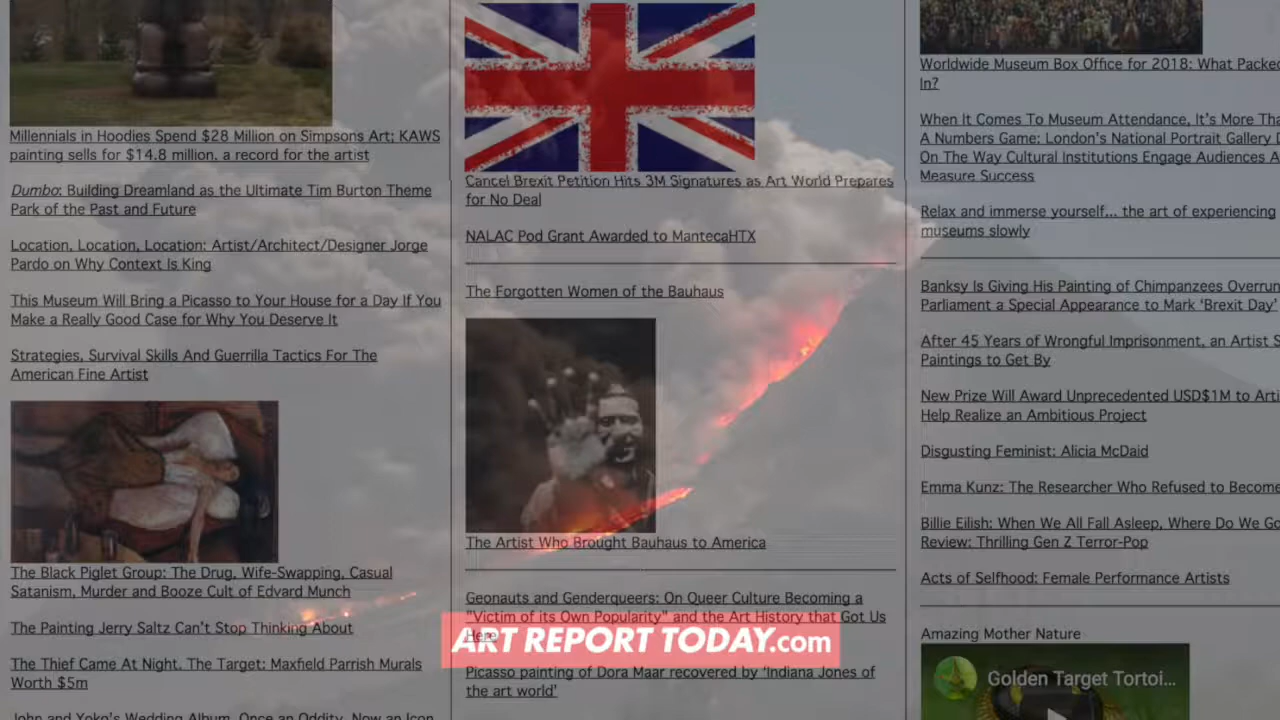 Millennials in Hoodies Spend $28 Million on Simpsons Art; KAWS
painting sells for $14.8 million, a record for the artist
Dumbo: Building Dreamland as the Ultimate Tim Burton Theme
Park of the Past and Future
Location, Location, Location: Artist/Architect/Designer Jorge
Pardo on Why Context Is King
This Museum Will Bring a Picasso to Your House for a Day If You
Make a Really Good Case for Why You Deserve It
Strategies, Survival Skills And Guerrilla Tactics For The
American Fine Artist
The Black Piglet Group: The Drug, Wife-Swapping, Casual
Satanism, Murder and Booze Cult of Edvard Munch
The Painting Jerry Saltz Can't Stop Thinking About
The Thief Came At Night. The Target: Maxfield Parrish Murals
Worth $5m
John and Yoko's Wedding Album, Once an Oddity, Now an Icon
Cancel Brexit Petition Hits 3M Signatures as Art World Prepares
for No Deal
NALAC Pod Grant Awarded to MantecaHTX
The Forgotten Women of the Bauhaus
The Artist Who Brought Bauhaus to America
Geonauts and Genderqueers: On Queer Culture Becoming a
"Victim of its Own Popularity" and the Art History that Got Us
Here
ART REPORT TODAY.com
Picasso painting of Dora Maar recovered by 'Indiana Jones of
the art world'
Worldwide Museum Box Office for 2018: What Packed
In?
When It Comes To Museum Attendance, It's More Tha
A Numbers Game: London's National Portrait Gallery
On The Way Cultural Institutions Engage Audiences A
Measure Success
Relax and immerse yourself... the art of experiencing
museums slowly
Banksy Is Giving His Painting of Chimpanzees Overrun
Parliament a Special Appearance to Mark 'Brexit Day'
After 45 Years of Wrongful Imprisonment, an Artist S
Paintings to Get By
New Prize Will Award Unprecedented USD$1M to Arti
Help Realize an Ambitious Project
Disgusting Feminist: Alicia McDaid
Emma Kunz: The Researcher Who Refused to Become
Billie Eilish: When We All Fall Asleep, Where Do We Go
Review: Thrilling Gen Z Terror-Pop
Acts of Selfhood: Female Performance Artists
Amazing Mother Nature
Golden Target Tortoi...